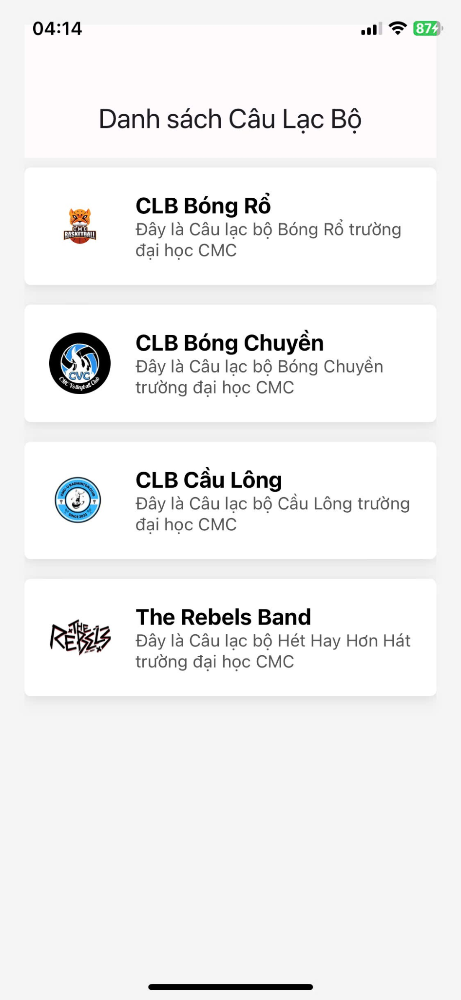 04:14
87
Danh sách Câu Lạc Bộ
CLB Bóng Rổ
Đây là Câu lạc bộ Bóng Rổ trường
đại học CMC
CMC
BASKETBALL
CLB Bóng Chuyền
Đây là Câu lạc bộ Bóng Chuyền
trường đại học CMC
CVC
CMC Volleyball Club
CLB Cầu Lông
Đây là Câu lạc bộ Cầu Lông trường
đại học CMC
CMC-U BADMINTON CLUB
SINCE 2023
The Rebels Band
Đây là Câu lạc bộ Hét Hay Hơn Hát
trường đại học CMC
THE
REBELS